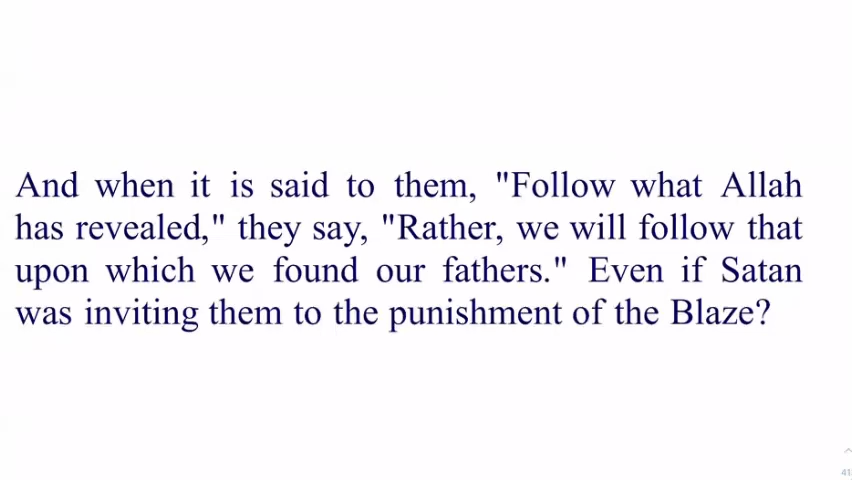 And when it is said to them, "Follow what Allah
has revealed," they say, "Rather, we will follow that
upon which we found our fathers." Even if Satan
was inviting them to the punishment of the Blaze?
41